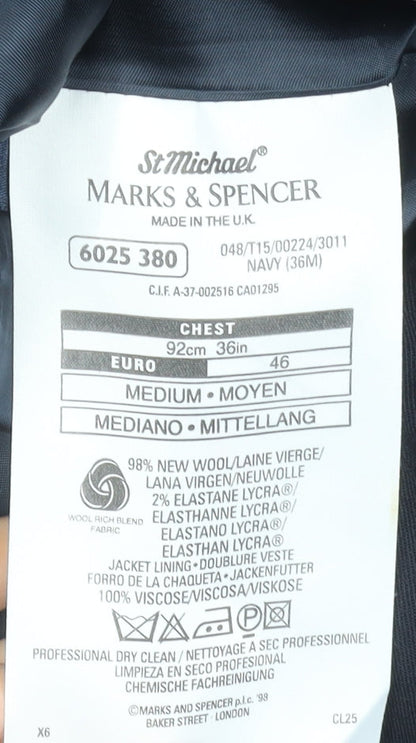 St Michael®
MARKS & SPENCER
MADE IN THE U.K.
6025 380
048/T15/00224/3011
NAVY (36M)
C.I.F. A-37-002516 CA01295
CHEST
92cm 36in
EURO 46
MEDIUM • MOYEN
MEDIANO • MITTELLANG
98% NEW WOOL/LAINE VIERGE/
LANA VIRGEN/NEUWOLLE
2% ELASTANE LYCRA®/
ELASTHANNE LYCRA®/
ELASTANO LYCRA®/
ELASTHAN LYCRA®
WOOL RICH BLEND
FABRIC
JACKET LINING • DOUBLURE VESTE
FORRO DE LA CHAQUETA • JACKENFUTTER
100% VISCOSE/VISCOSA/VISKOSE
P
PROFESSIONAL DRY CLEAN / NETTOYAGE A SEC PROFESSIONNEL
LIMPIEZA EN SECO PROFESIONAL
CHEMISCHE FACHREINIGUNG
©MARKS AND SPENCER p.l.c. '98
BAKER STREET · LONDON
X6
CL25